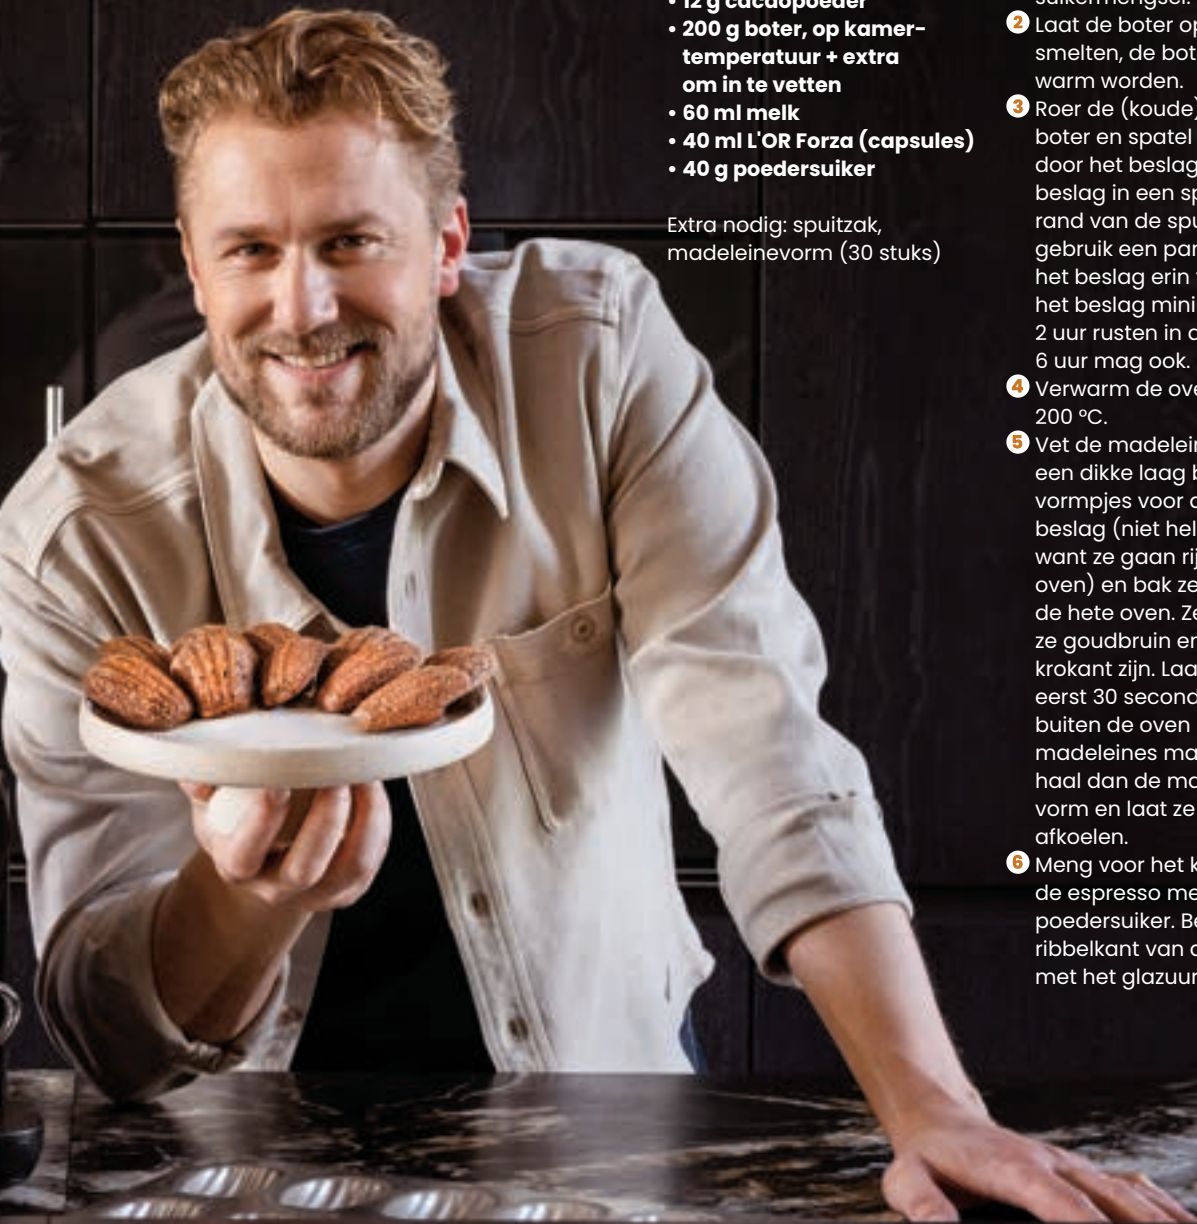 • 12 g cacaopoeder
• 200 g boter, op kamer-
temperatuur + extra
om in te vetten
• 60 ml melk
• 40 ml L'OR Forza (capsules)
• 40 g poedersuiker
Extra nodig: spuitzak,
madeleinevorm (30 stuks)
suikermengsel.
2 Laat de boter op
smelten, de bot
warm worden.
3 Roer de (koude)
boter en spatel
door het beslag
beslag in een sp
rand van de spu
gebruik een par
het beslag erin
het beslag mini
2 uur rusten in d
6 uur mag ook.
4 Verwarm de ove
200 °C.
5 Vet de madelein
een dikke laag b
vormpjes voor d
beslag (niet hel
want ze gaan rij
oven) en bak ze
de hete oven. Ze
ze goudbruin en
krokant zijn. Laa
eerst 30 second
buiten de oven
madeleines ma
haal dan de ma
vorm en laat ze
afkoelen.
6 Meng voor het k
de espresso me
poedersuiker. Be
ribbelkant van d
met het glazuur